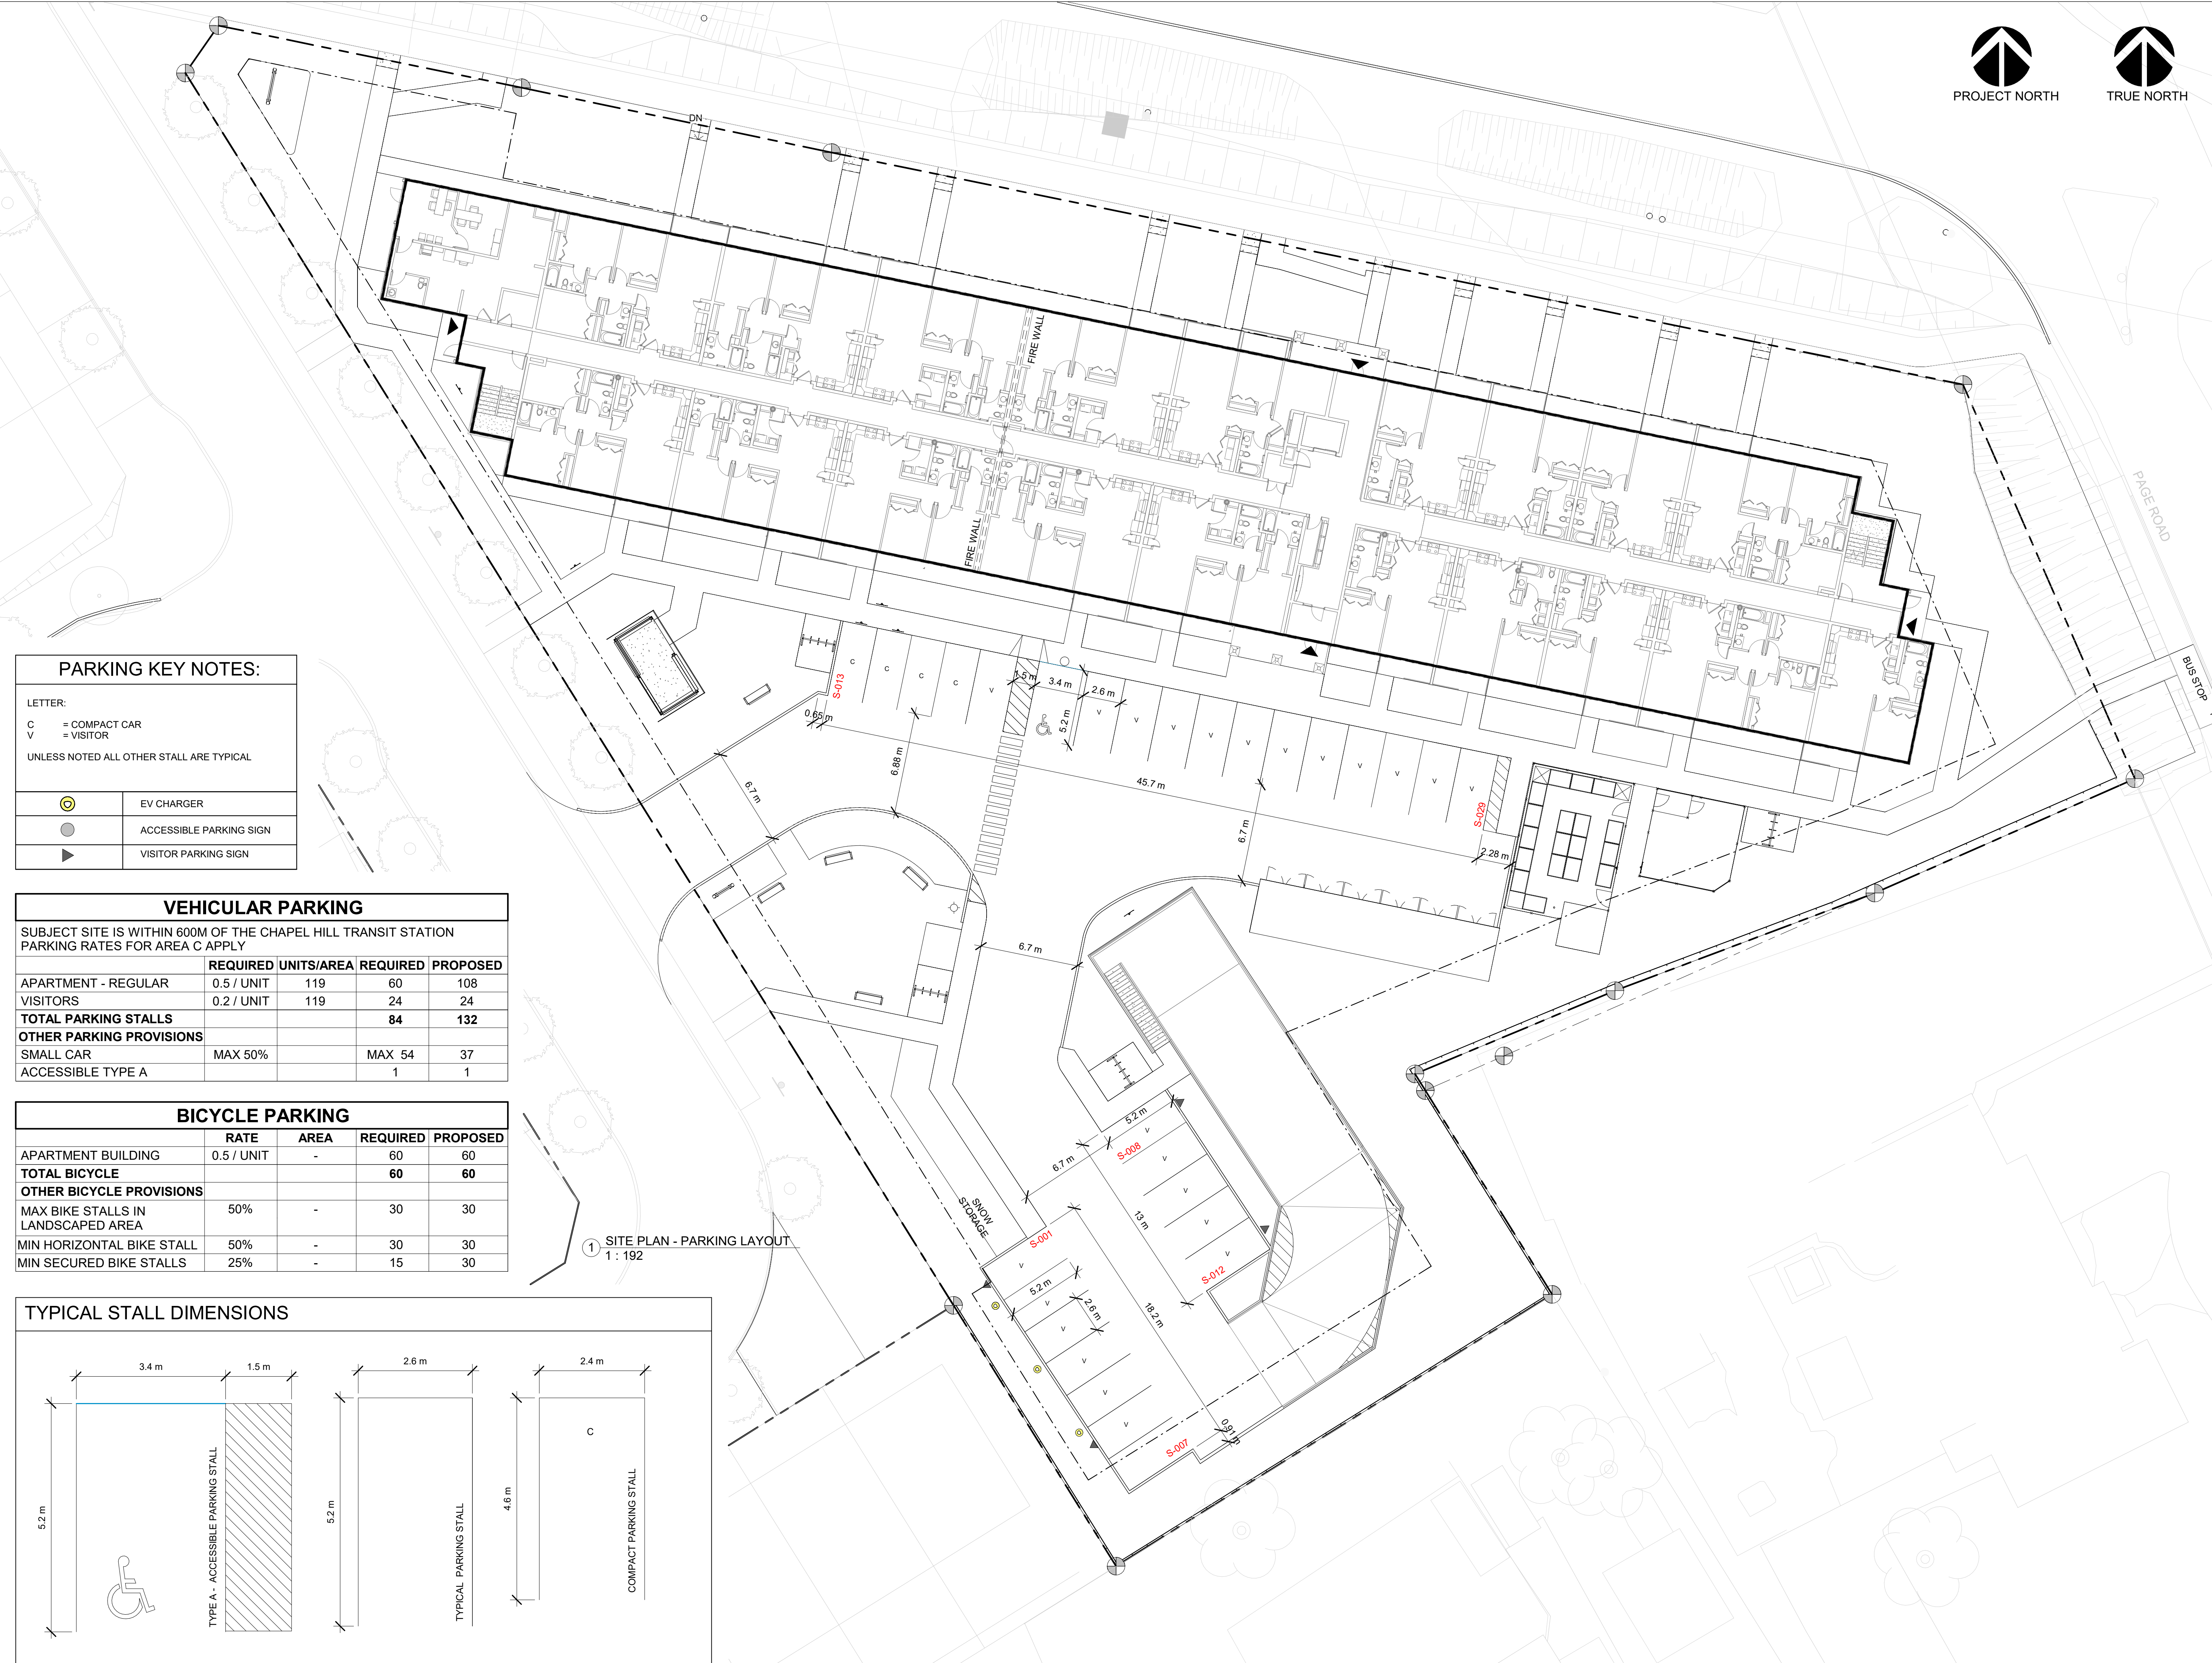 PROJECT NORTH
TRUE NORTH
DN
FIRE WALL
FIRE WALL
PAGE ROAD
BUS STOP
PARKING KEY NOTES:
LETTER:
C = COMPACT CAR
V = VISITOR
UNLESS NOTED ALL OTHER STALL ARE TYPICAL
EV CHARGER
ACCESSIBLE PARKING SIGN
VISITOR PARKING SIGN
S-013
0.65 m
C
C
C
C
V
1.5 m
3.4 m
2.6 m
5.2 m
V
V
V
V
V
V
V
V
V
V
V
6.88 m
6.7 m
45.7 m
S-029
2.28 m
6.7 m
6.7 m
VEHICULAR PARKING
SUBJECT SITE IS WITHIN 600M OF THE CHAPEL HILL TRANSIT STATION
PARKING RATES FOR AREA C APPLY
REQUIRED UNITS/AREA REQUIRED PROPOSED
APARTMENT - REGULAR 0.5 / UNIT 119 60 108
VISITORS 0.2 / UNIT 119 24 24
TOTAL PARKING STALLS 84 132
OTHER PARKING PROVISIONS
SMALL CAR MAX 50% MAX 54 37
ACCESSIBLE TYPE A 1 1
BICYCLE PARKING
RATE AREA REQUIRED PROPOSED
APARTMENT BUILDING 0.5 / UNIT - 60 60
TOTAL BICYCLE 60 60
OTHER BICYCLE PROVISIONS
MAX BIKE STALLS IN
LANDSCAPED AREA 50% - 30 30
MIN HORIZONTAL BIKE STALL 50% - 30 30
MIN SECURED BIKE STALLS 25% - 15 30
1 SITE PLAN - PARKING LAYOUT
1 : 192
SNOW
STORAGE
5.2 m
S-008
6.7 m
V
V
V
V
V
13 m
S-012
S-001
V
5.2 m
V
2.6 m
V
V
V
V
18.2 m
0.91 m
S-007
TYPICAL STALL DIMENSIONS
3.4 m
1.5 m
5.2 m
TYPE A - ACCESSIBLE PARKING STALL
2.6 m
5.2 m
TYPICAL PARKING STALL
2.4 m
4.6 m
C
COMPACT PARKING STALL